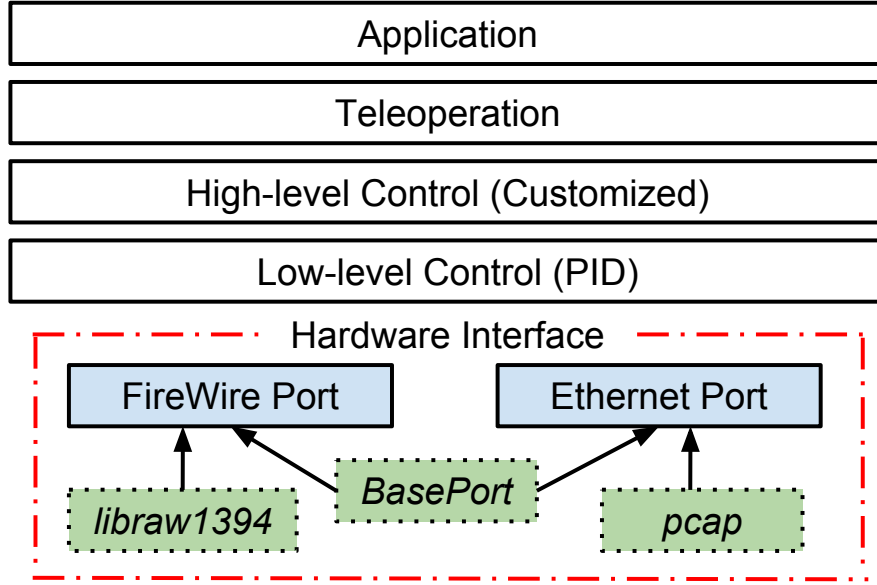 Application
Teleoperation
High-level Control (Customized)
Low-level Control (PID)
Hardware Interface
FireWire Port
Ethernet Port
BasePort
libraw1394
pcap